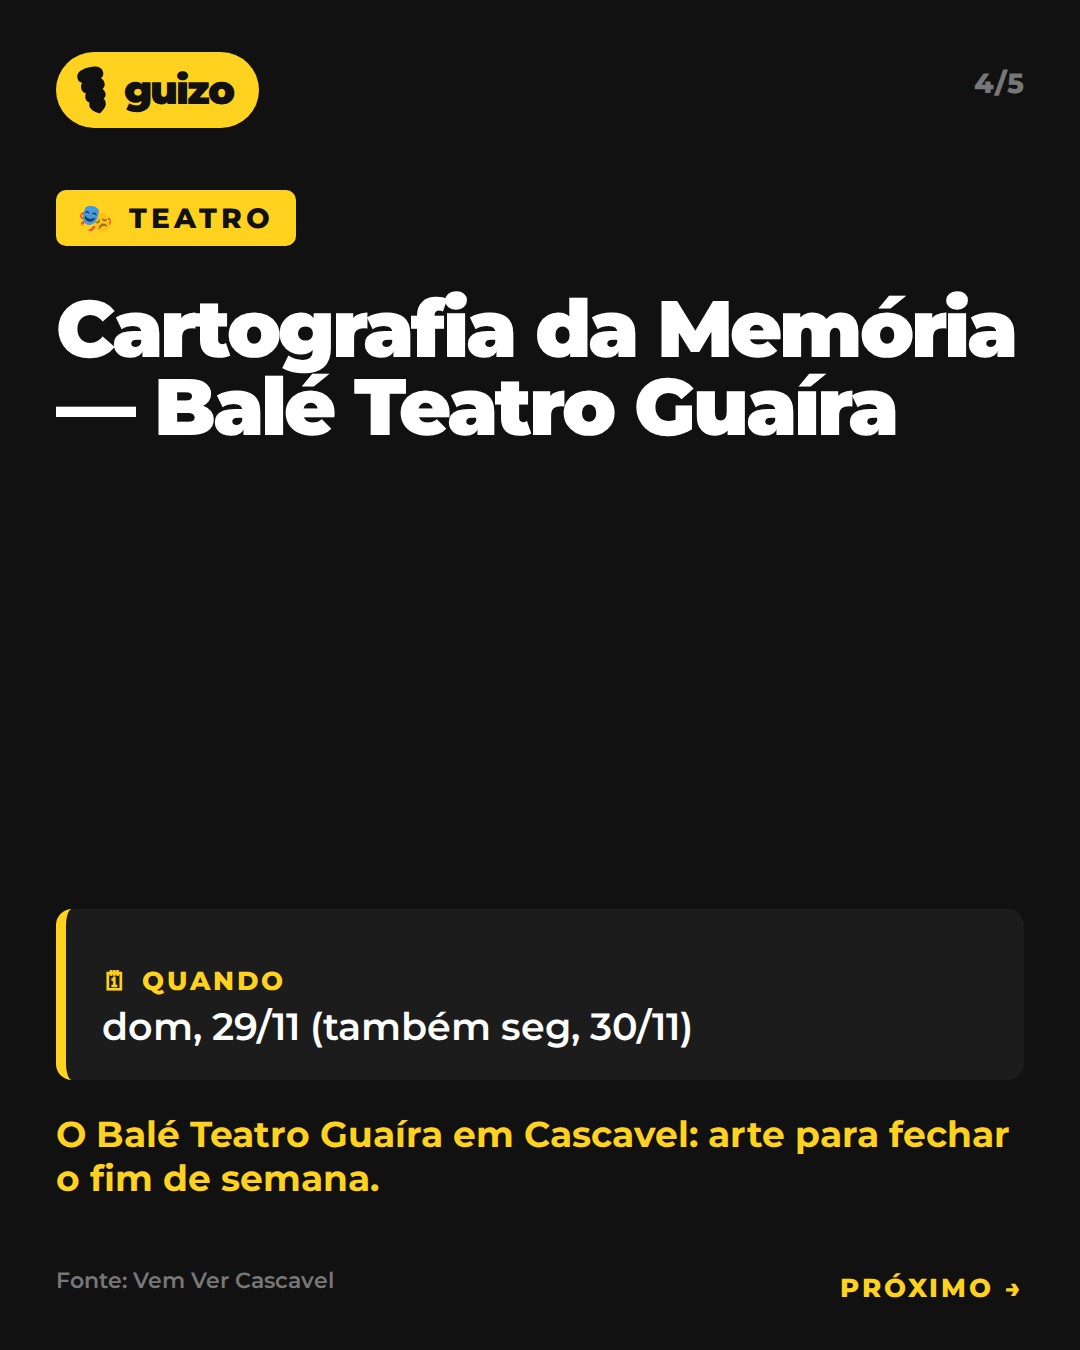 guizo
4/5
🎭 TEATRO
Cartografia da Memória
— Balé Teatro Guaíra
🗓 QUANDO
dom, 29/11 (também seg, 30/11)
O Balé Teatro Guaíra em Cascavel: arte para fechar
o fim de semana.
Fonte: Vem Ver Cascavel
PRÓXIMO →